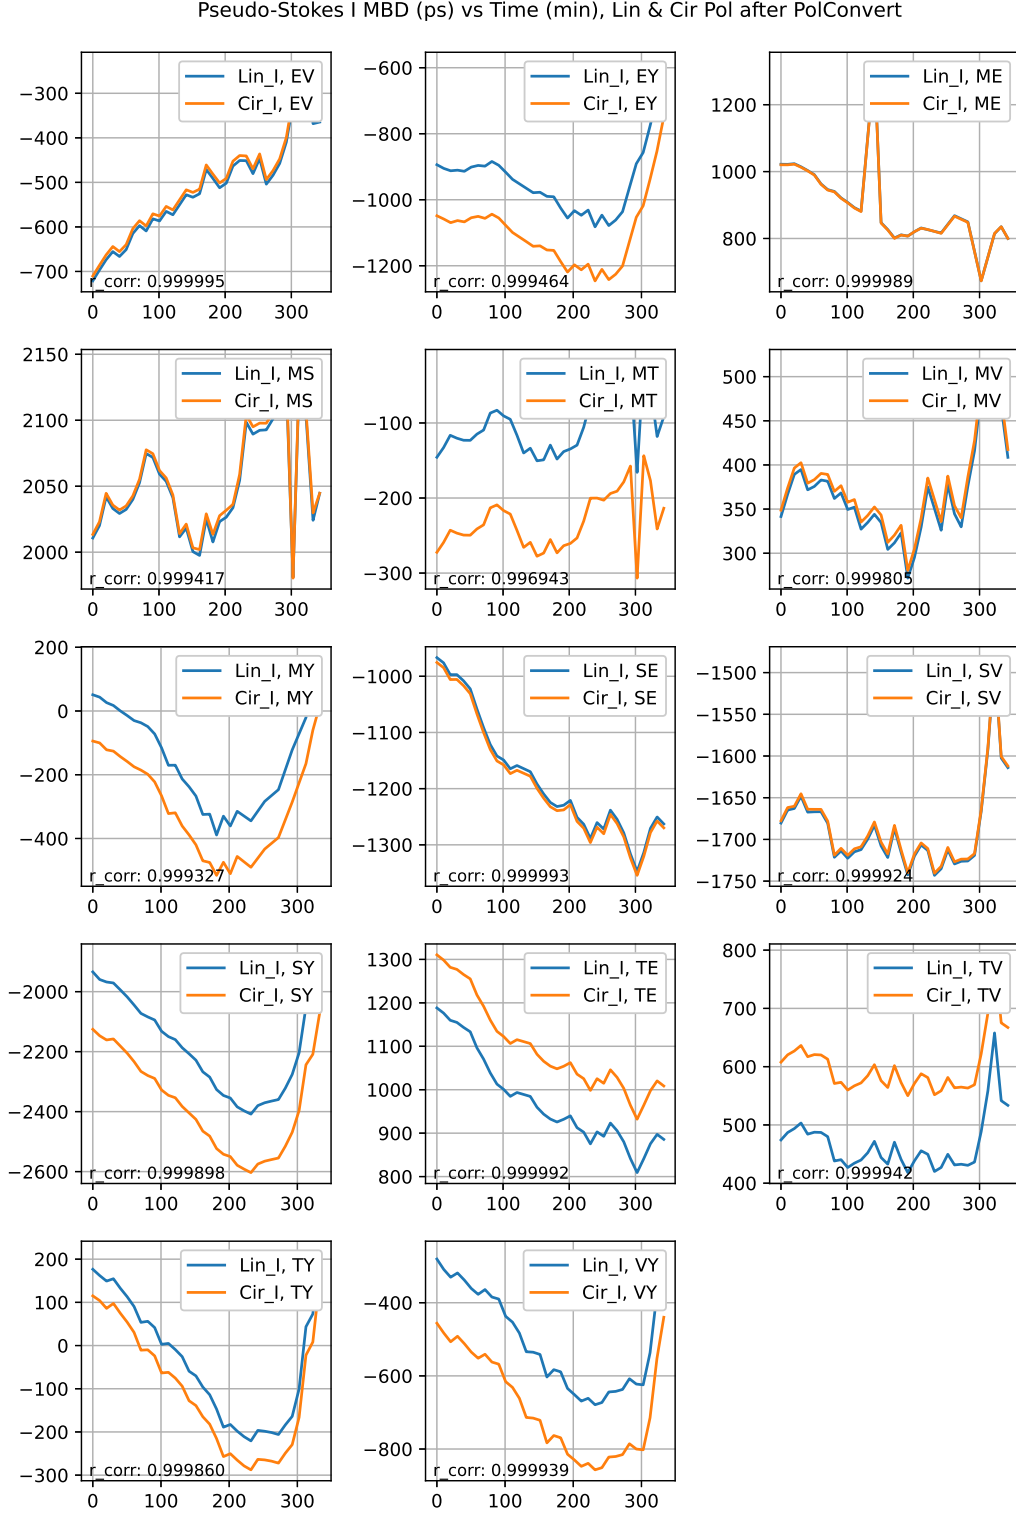 Pseudo-Stokes I MBD (ps) vs Time (min), Lin & Cir Pol after PolConvert
Lin_I, EV
Cir_I, EV
−300
−400
−500
−600
−700
r_corr: 0.999995
0 100 200 300
Lin_I, EY
Cir_I, EY
−600
−800
−1000
−1200
r_corr: 0.999464
0 100 200 300
Lin_I, ME
Cir_I, ME
1200
1000
800
r_corr: 0.999989
0 100 200 300
Lin_I, MS
Cir_I, MS
2150
2100
2050
2000
r_corr: 0.999417
0 100 200 300
Lin_I, MT
Cir_I, MT
−100
−200
−300
r_corr: 0.996943
0 100 200 300
Lin_I, MV
Cir_I, MV
500
450
400
350
300
r_corr: 0.999805
0 100 200 300
Lin_I, MY
Cir_I, MY
200
0
−200
−400
r_corr: 0.999327
0 100 200 300
Lin_I, SE
Cir_I, SE
−1000
−1100
−1200
−1300
r_corr: 0.999993
0 100 200 300
Lin_I, SV
Cir_I, SV
−1500
−1550
−1600
−1650
−1700
−1750
r_corr: 0.999924
0 100 200 300
Lin_I, SY
Cir_I, SY
−2000
−2200
−2400
−2600
r_corr: 0.999898
0 100 200 300
Lin_I, TE
Cir_I, TE
1300
1200
1100
1000
900
800
r_corr: 0.999992
0 100 200 300
Lin_I, TV
Cir_I, TV
800
700
600
500
400
r_corr: 0.999942
0 100 200 300
Lin_I, TY
Cir_I, TY
200
100
0
−100
−200
−300
r_corr: 0.999860
0 100 200 300
Lin_I, VY
Cir_I, VY
−400
−600
−800
r_corr: 0.999939
0 100 200 300